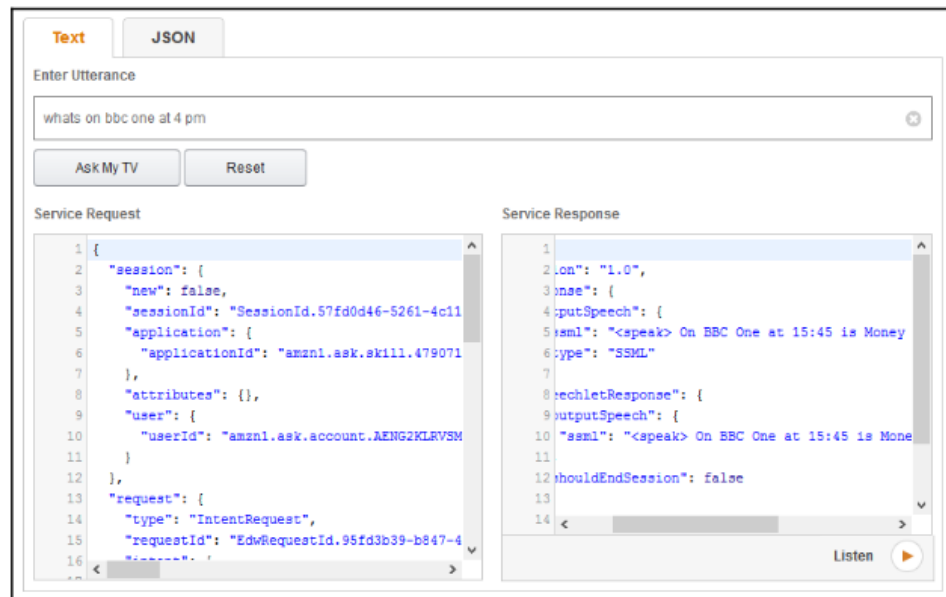 Text JSON
Enter Utterance
whats on bbc one at 4 pm
Ask My TV Reset
Service Request
1 {
2 "session": {
3 "new": false,
4 "sessionId": "SessionId.57fd0d46-5261-4c11
5 "application": {
6 "applicationId": "amzn1.ask.skill.479071
7 },
8 "attributes": {},
9 "user": {
10 "userId": "amzn1.ask.account.AENG2KLRVSM
11 }
12 },
13 "request": {
14 "type": "IntentRequest",
15 "requestId": "EdwRequestId.95fd3b39-b847-4
16 "intent": {
Service Response
1
2 ion": "1.0",
3 onse": {
4 tputSpeech": {
5 ssml": "<speak> On BBC One at 15:45 is Money
6 type": "SSML"
7
8 eechletResponse": {
9 outputSpeech": {
10 "ssml": "<speak> On BBC One at 15:45 is Mone
11
12 shouldEndSession": false
13
14
Listen